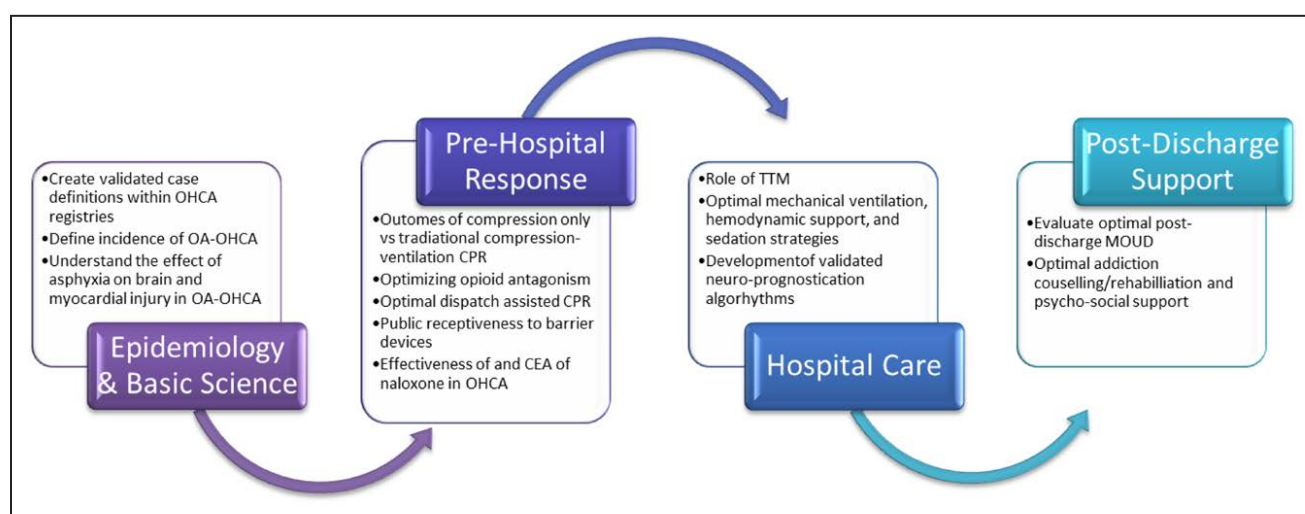 •Create validated case
definitions within OHCA
registries
•Define incidence of OA-OHCA
•Understand the effect of
asphyxia on brain and
myocardial injury in OA-OHCA
Epidemiology
& Basic Science
Pre-Hospital
Response
•Outcomes of compression only
vs tradiational compression-
ventilation CPR
•Optimizing opioid antagonism
•Optimal dispatch assisted CPR
•Public receptiveness to barrier
devices
•Effectiveness of and CEA of
naloxone in OHCA
•Role of TTM
•Optimal mechanical ventilation,
hemodynamic support, and
sedation strategies
•Developmentof validated
neuro-prognostication
algorhythms
Hospital Care
Post-Discharge
Support
•Evaluate optimal post-
discharge MOUD
•Optimal addiction
couselling/rehabilliation and
psycho-social support